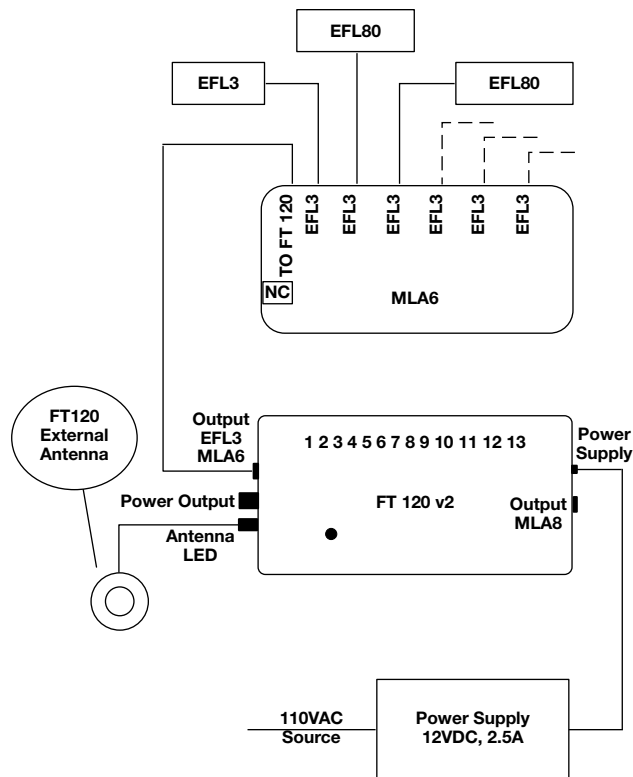 EFL80
EFL3
EFL80
TO FT 120
EFL3
EFL3
EFL3
EFL3
EFL3
EFL3
NC
MLA6
FT120
External
Antenna
Output
EFL3
MLA6
1 2 3 4 5 6 7 8 9 10 11 12 13
Power
Supply
Power Output
FT 120 v2
Output
MLA8
Antenna
LED
110VAC
Source
Power Supply
12VDC, 2.5A